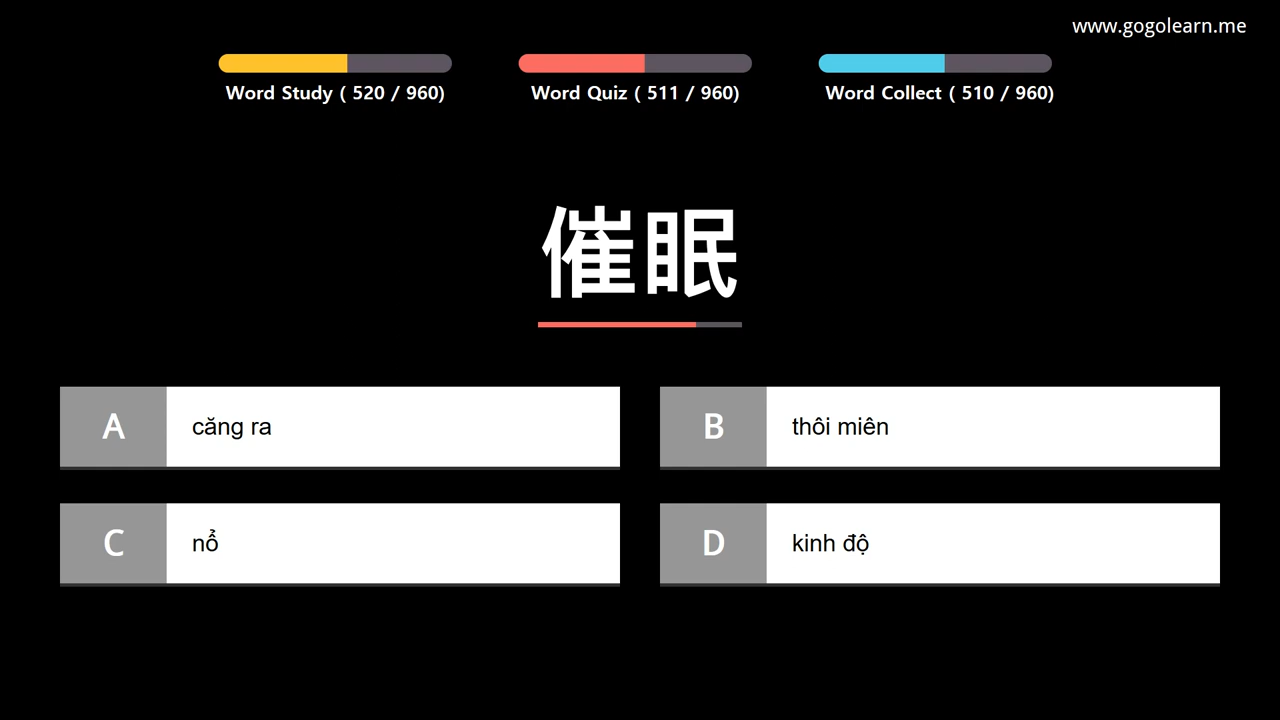 www.gogolearn.me
Word Study ( 520 / 960)
Word Quiz ( 511 / 960)
Word Collect ( 510 / 960)
催眠
A
căng ra
B
thôi miên
C
nổ
D
kinh độ